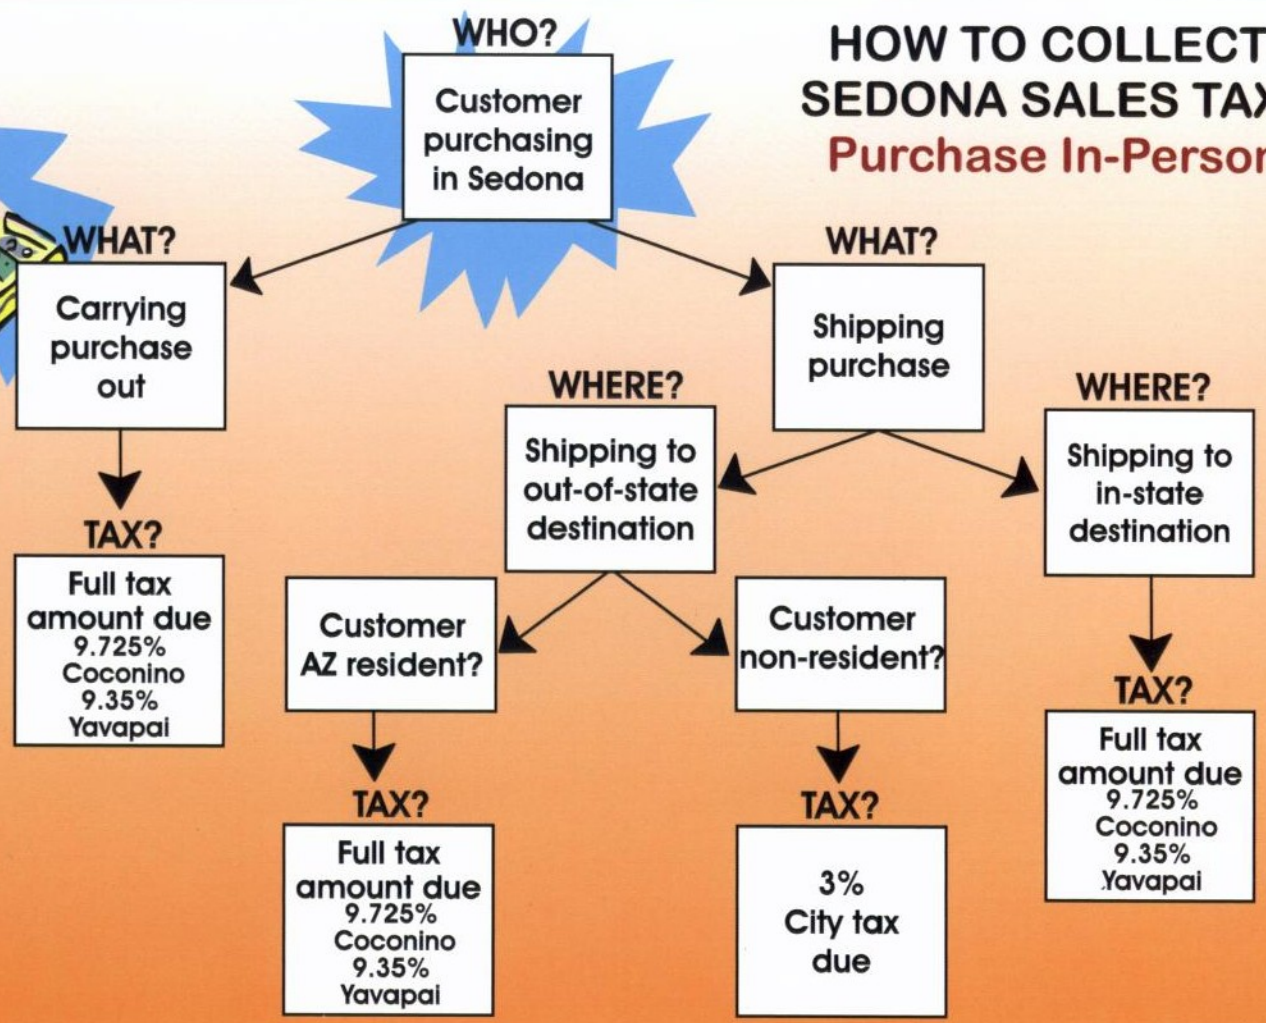 WHO?
Customer
purchasing
in Sedona
HOW TO COLLECT
SEDONA SALES TAX
Purchase In-Person
WHAT?
Carrying
purchase
out
WHAT?
Shipping
purchase
WHERE?
Shipping to
out-of-state
destination
WHERE?
Shipping to
in-state
destination
TAX?
Full tax
amount due
9.725%
Coconino
9.35%
Yavapai
Customer
AZ resident?
Customer
non-resident?
TAX?
Full tax
amount due
9.725%
Coconino
9.35%
Yavapai
TAX?
3%
City tax
due
TAX?
Full tax
amount due
9.725%
Coconino
9.35%
Yavapai